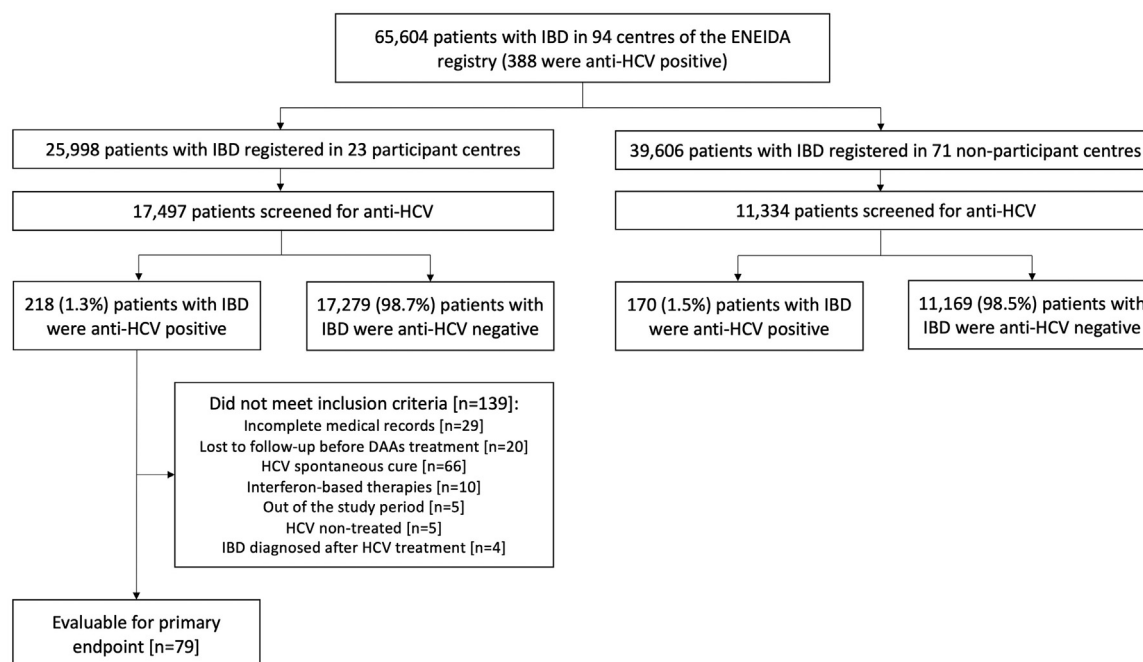 65,604 patients with IBD in 94 centres of the ENEIDA
registry (388 were anti-HCV positive)
25,998 patients with IBD registered in 23 participant centres
39,606 patients with IBD registered in 71 non-participant centres
17,497 patients screened for anti-HCV
11,334 patients screened for anti-HCV
218 (1.3%) patients with IBD
were anti-HCV positive
17,279 (98.7%) patients with
IBD were anti-HCV negative
170 (1.5%) patients with IBD
were anti-HCV positive
11,169 (98.5%) patients with
IBD were anti-HCV negative
Did not meet inclusion criteria [n=139]:
Incomplete medical records [n=29]
Lost to follow-up before DAAs treatment [n=20]
HCV spontaneous cure [n=66]
Interferon-based therapies [n=10]
Out of the study period [n=5]
HCV non-treated [n=5]
IBD diagnosed after HCV treatment [n=4]
Evaluable for primary
endpoint [n=79]